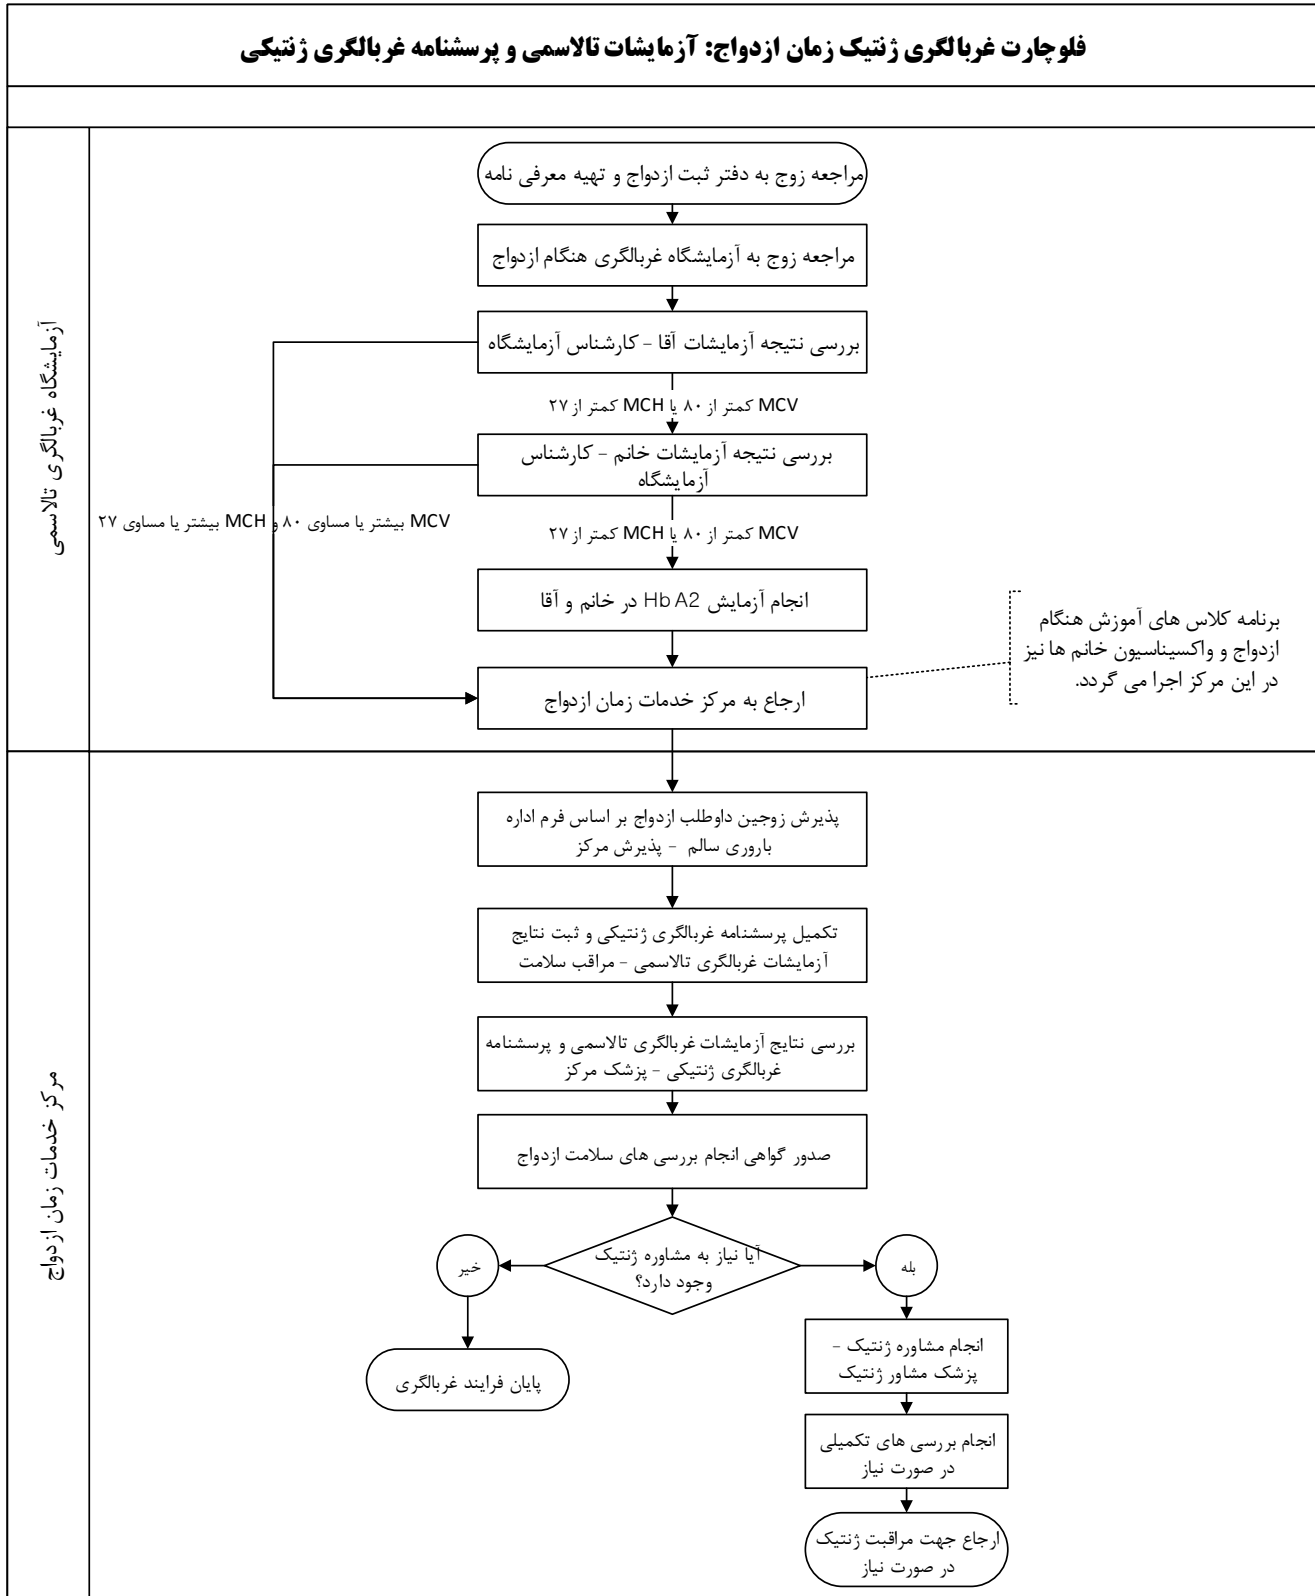 فلوچارت غربالگری ژنتیک زمان ازدواج: آزمایشات تالاسمی و پرسشنامه غربالگری ژنتیکی
آزمایشگاه غربالگری تالاسمی
مراجعه زوج به دفتر ثبت ازدواج و تهیه معرفی نامه
مراجعه زوج به آزمایشگاه غربالگری هنگام ازدواج
بررسی نتیجه آزمایشات آقا - کارشناس آزمایشگاه
MCV کمتر از ۸۰ یا MCH کمتر از ۲۷
بررسی نتیجه آزمایشات خانم - کارشناس
آزمایشگاه
MCV بیشتر یا مساوی ۸۰ و MCH بیشتر یا مساوی ۲۷
MCV کمتر از ۸۰ یا MCH کمتر از ۲۷
انجام آزمایش Hb A2 در خانم و آقا
ارجاع به مرکز خدمات زمان ازدواج
برنامه کلاس های آموزش هنگام
ازدواج و واکسیناسیون خانم ها نیز
در این مرکز اجرا می گردد.
مرکز خدمات زمان ازدواج
پذیرش زوجین داوطلب ازدواج بر اساس فرم اداره
باروری سالم - پذیرش مرکز
تکمیل پرسشنامه غربالگری ژنتیکی و ثبت نتایج
آزمایشات غربالگری تالاسمی - مراقب سلامت
بررسی نتایج آزمایشات غربالگری تالاسمی و پرسشنامه
غربالگری ژنتیکی - پزشک مرکز
صدور گواهی انجام بررسی های سلامت ازدواج
آیا نیاز به مشاوره ژنتیک
وجود دارد؟
بله
خیر
انجام مشاوره ژنتیک -
پزشک مشاور ژنتیک
پایان فرایند غربالگری
انجام بررسی های تکمیلی
در صورت نیاز
ارجاع جهت مراقبت ژنتیک
در صورت نیاز